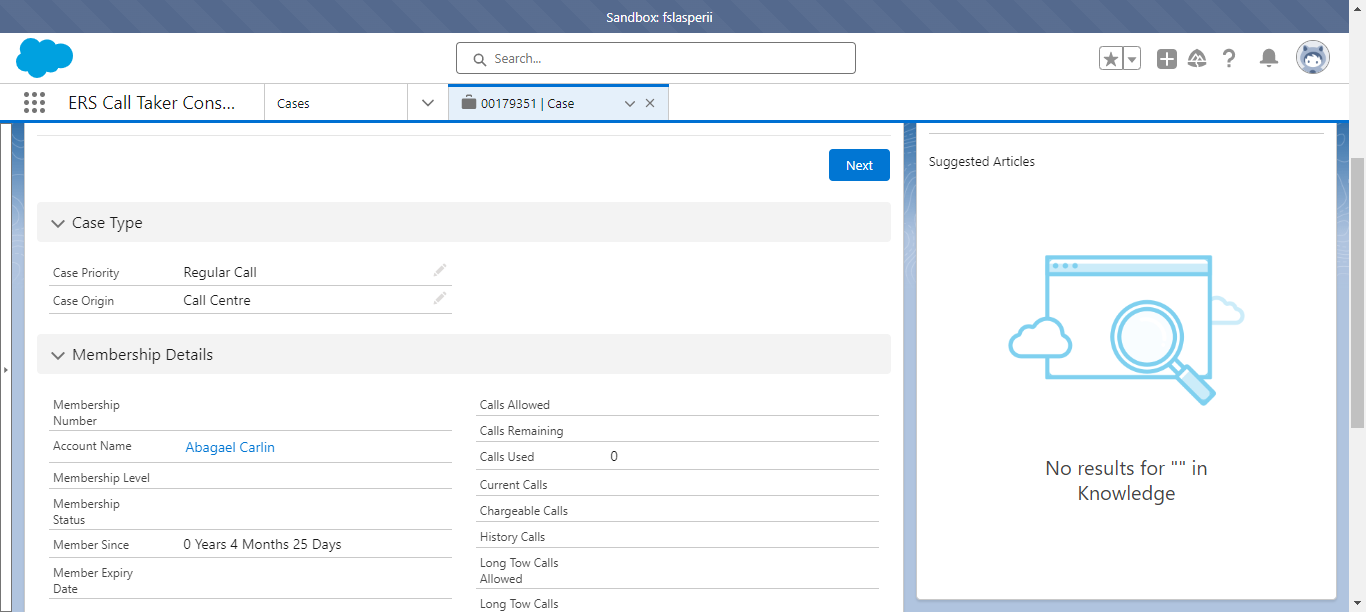 Sandbox: fslasperii
Search...
ERS Call Taker Cons...
Cases
00179351 | Case
Next
Case Type
Case Priority
Regular Call
Case Origin
Call Centre
Membership Details
Membership
Number
Account Name
Abagael Carlin
Membership Level
Membership
Status
Member Since
0 Years 4 Months 25 Days
Member Expiry
Date
Calls Allowed
Calls Remaining
Calls Used
0
Current Calls
Chargeable Calls
History Calls
Long Tow Calls
Allowed
Long Tow Calls
Suggested Articles
No results for "" in
Knowledge